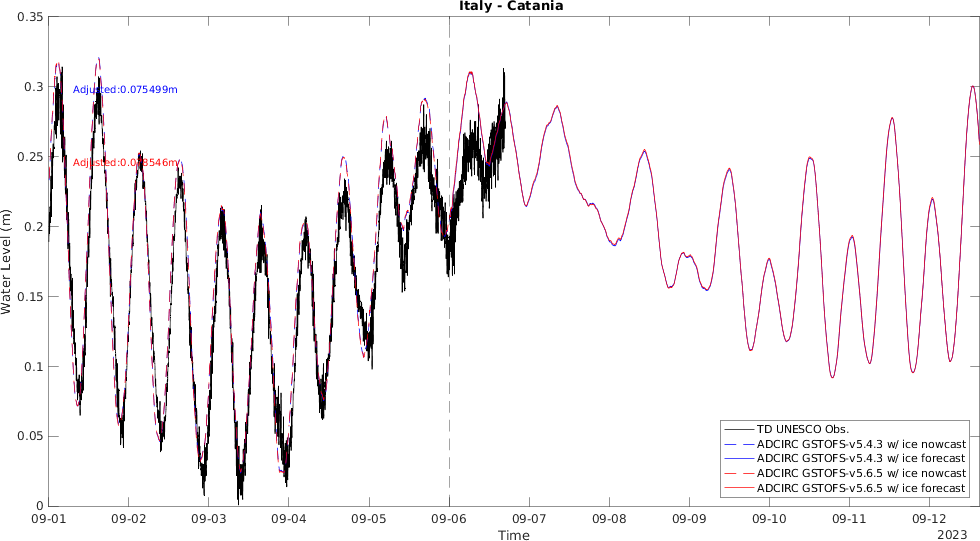 Italy - Catania
0.35
0.3
0.25
0.2
0.15
0.1
0.05
0
Water Level (m)
Adjusted:0.075499m
Adjusted:0.078546m
TD UNESCO Obs.
ADCIRC GSTOFS-v5.4.3 w/ ice nowcast
ADCIRC GSTOFS-v5.4.3 w/ ice forecast
ADCIRC GSTOFS-v5.6.5 w/ ice nowcast
ADCIRC GSTOFS-v5.6.5 w/ ice forecast
09-01 09-02 09-03 09-04 09-05 09-06 09-07 09-08 09-09 09-10 09-11 09-12
Time
2023